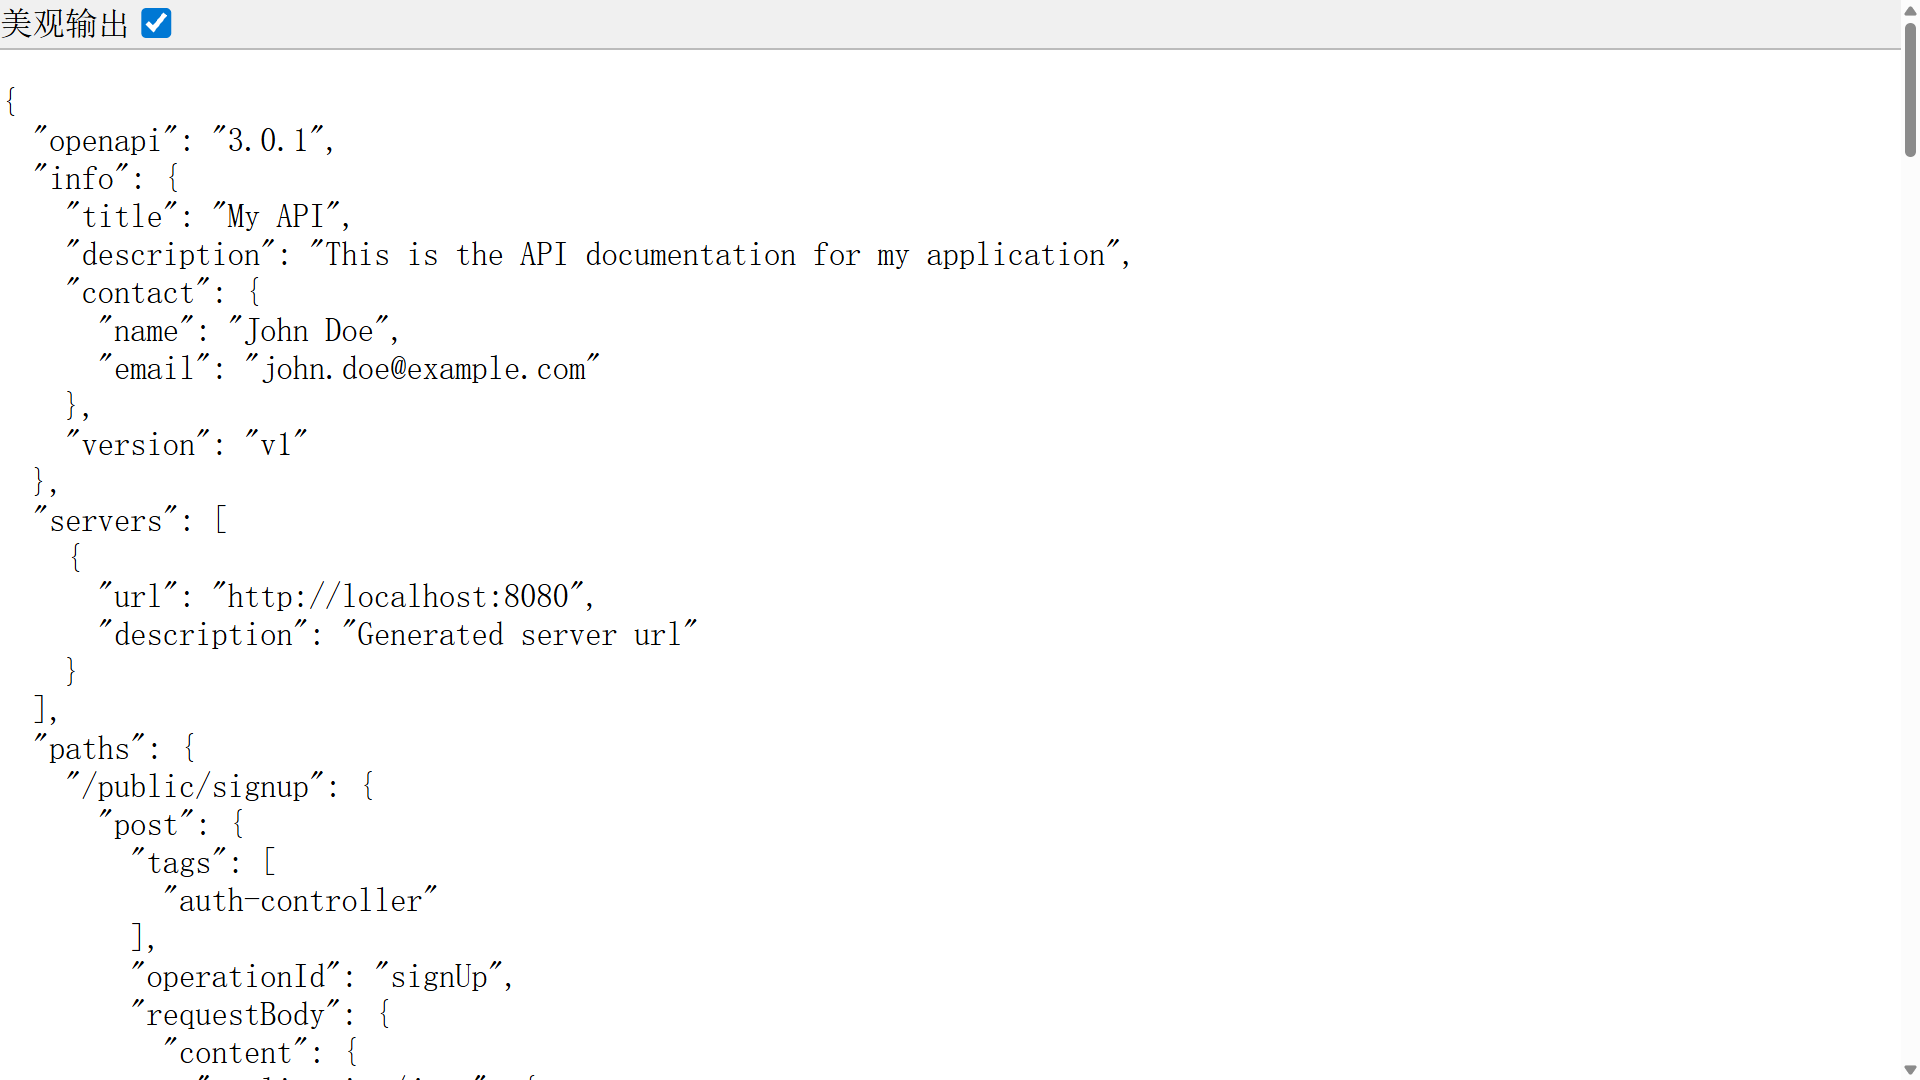 美观输出
{
  "openapi": "3.0.1",
  "info": {
    "title": "My API",
    "description": "This is the API documentation for my application",
    "contact": {
      "name": "John Doe",
      "email": "john.doe@example.com"
    },
    "version": "v1"
  },
  "servers": [
    {
      "url": "http://localhost:8080",
      "description": "Generated server url"
    }
  ],
  "paths": {
    "/public/signup": {
      "post": {
        "tags": [
          "auth-controller"
        ],
        "operationId": "signUp",
        "requestBody": {
          "content": {